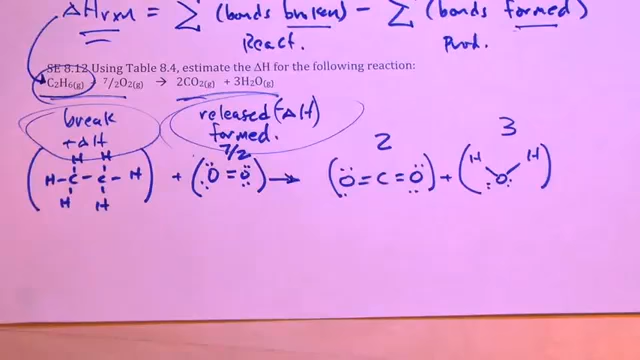 ΔHrxn = Σ (bonds broken) - Σ (bonds formed)
React. Prod.
SE 8.12 Using Table 8.4, estimate the ΔH for the following reaction:
C2H6(g) + 7/2O2(g) → 2CO2(g) + 3H2O(g)
break released (-ΔH)
+ΔH formed.
7/2 2 3
H H H H
H-C-C-H + (O=O) → (O=C=O) + ( O )
H H